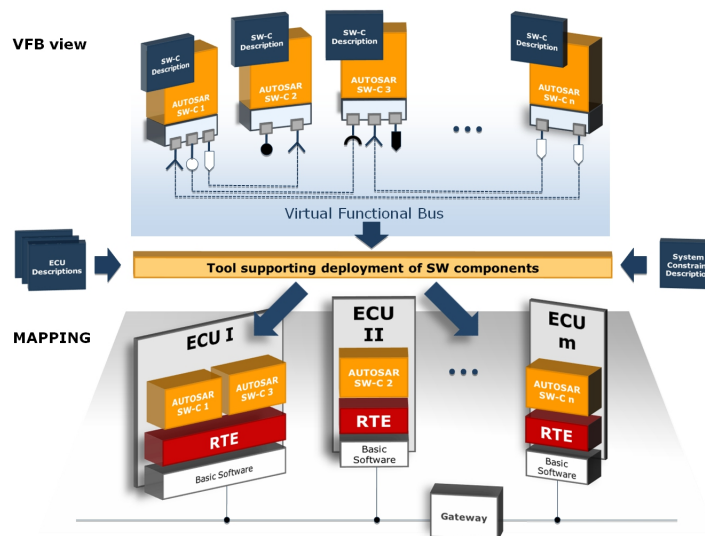 VFB view
SW-C
Description
AUTOSAR
SW-C 1
SW-C
Description
AUTOSAR
SW-C 2
SW-C
Description
AUTOSAR
SW-C 3
SW-C
Description
AUTOSAR
SW-C n
Virtual Functional Bus
ECU
Descriptions
Tool supporting deployment of SW components
System
Constrain
Descriptio
MAPPING
ECU I
AUTOSAR
SW-C 1
AUTOSAR
SW-C 3
RTE
Basic Software
ECU
II
AUTOSAR
SW-C 2
RTE
Basic
Software
ECU
m
AUTOSAR
SW-C n
RTE
Basic
Software
Gateway